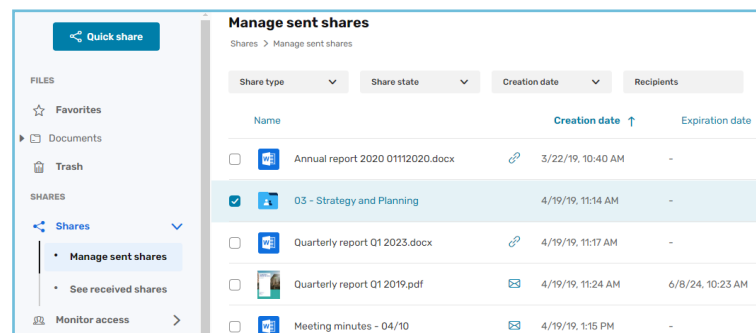 Quick share
FILES
Favorites
Documents
Trash
SHARES
Shares
Manage sent shares
See received shares
Monitor access
Manage sent shares
Shares > Manage sent shares
Share type
Share state
Creation date
Recipients
Name
Creation date ↑
Expiration date
Annual report 2020 01112020.docx
3/22/19, 10:40 AM
-
03 - Strategy and Planning
4/19/19, 11:14 AM
-
Quarterly report Q1 2023.docx
4/19/19, 11:17 AM
-
Quarterly report Q1 2019.pdf
4/19/19, 11:24 AM
6/8/24, 10:23 AM
Meeting minutes - 04/10
4/19/19, 1:15 PM
-